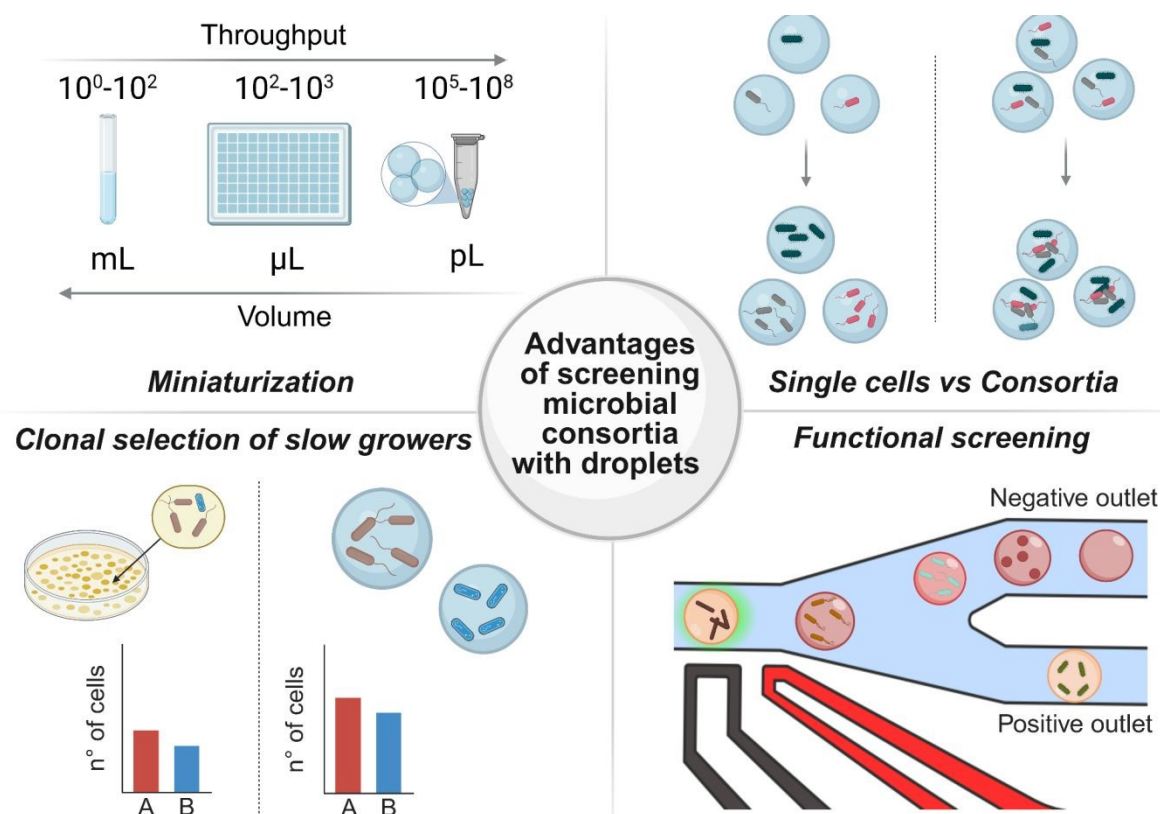 Throughput
10⁰-10²
10²-10³
10⁵-10⁸
mL
µL
pL
Volume
Miniaturization
Single cells vs Consortia
Advantages
of screening
microbial
consortia
with droplets
Clonal selection of slow growers
n° of cells
A
B
n° of cells
A
B
Functional screening
Negative outlet
Positive outlet